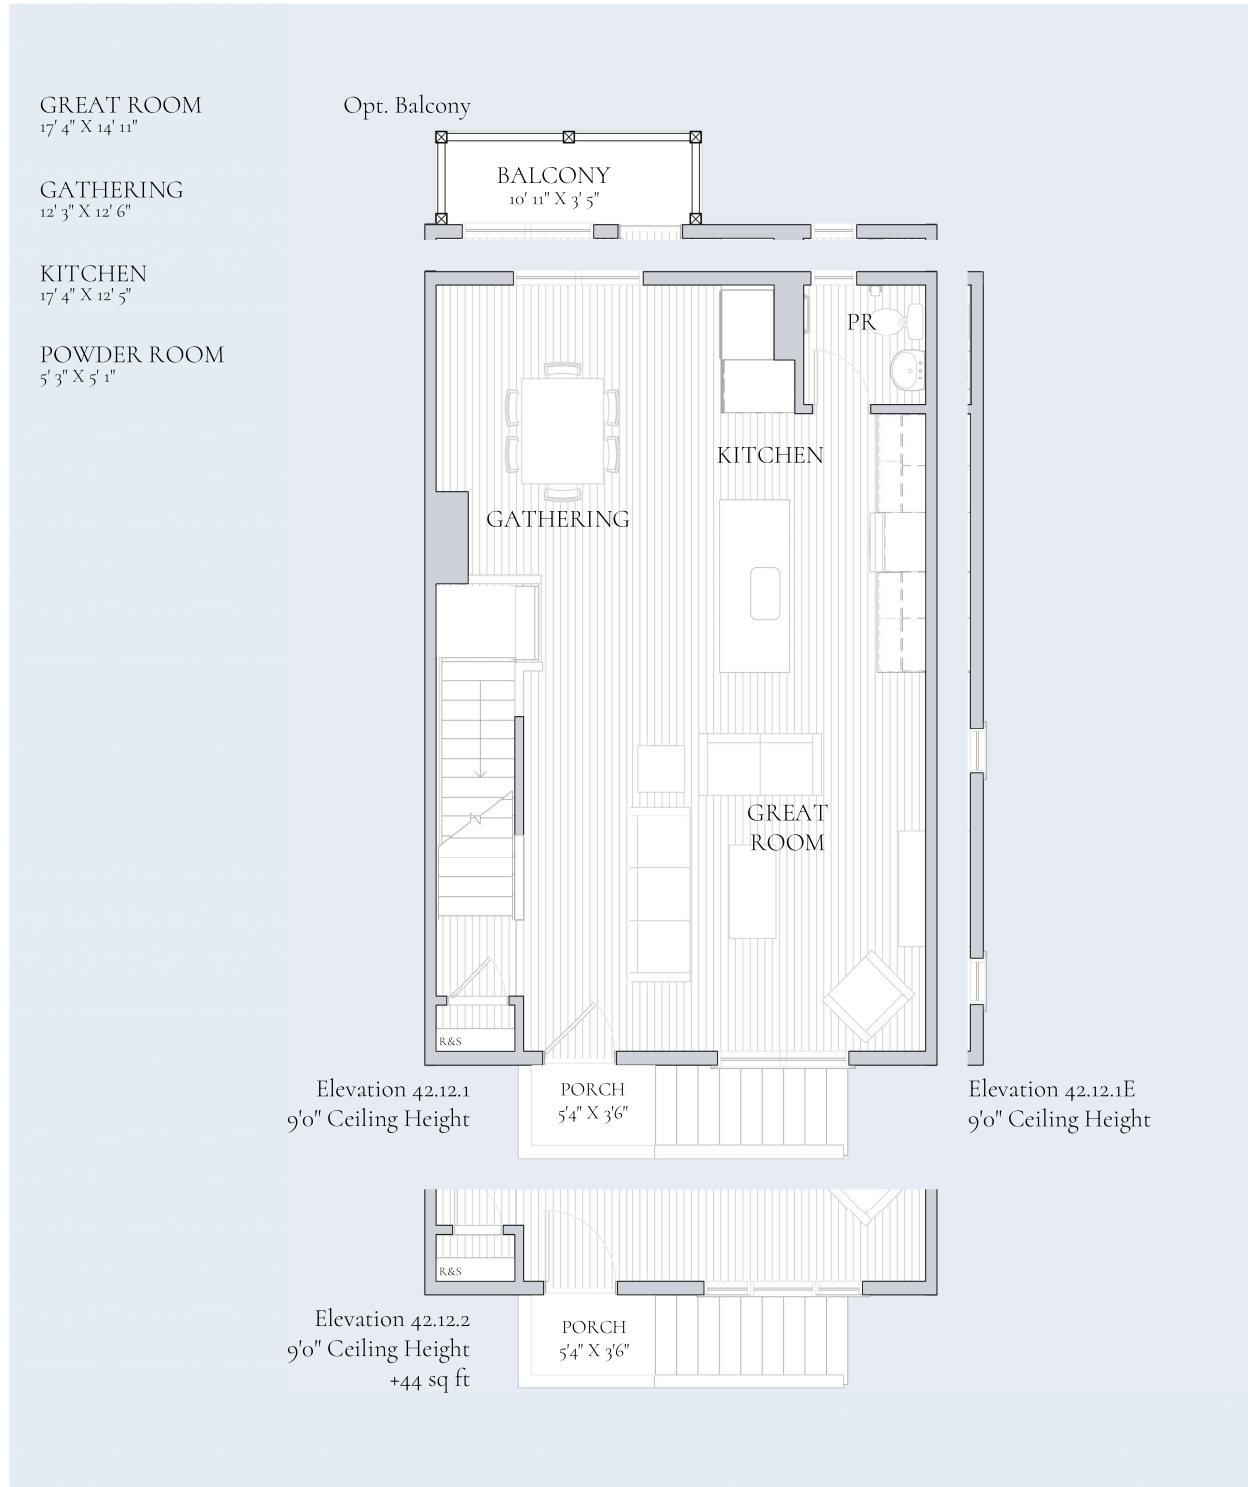 GREAT ROOM
17' 4" X 14' 11"
GATHERING
12' 3" X 12' 6"
KITCHEN
17' 4" X 12' 5"
POWDER ROOM
5' 3" X 5' 1"
Opt. Balcony
BALCONY
10' 11" X 3' 5"
PR
KITCHEN
GATHERING
GREAT
ROOM
R&S
Elevation 42.12.1
9'0" Ceiling Height
PORCH
5'4" X 3'6"
Elevation 42.12.1E
9'0" Ceiling Height
R&S
Elevation 42.12.2
9'0" Ceiling Height
+44 sq ft
PORCH
5'4" X 3'6"